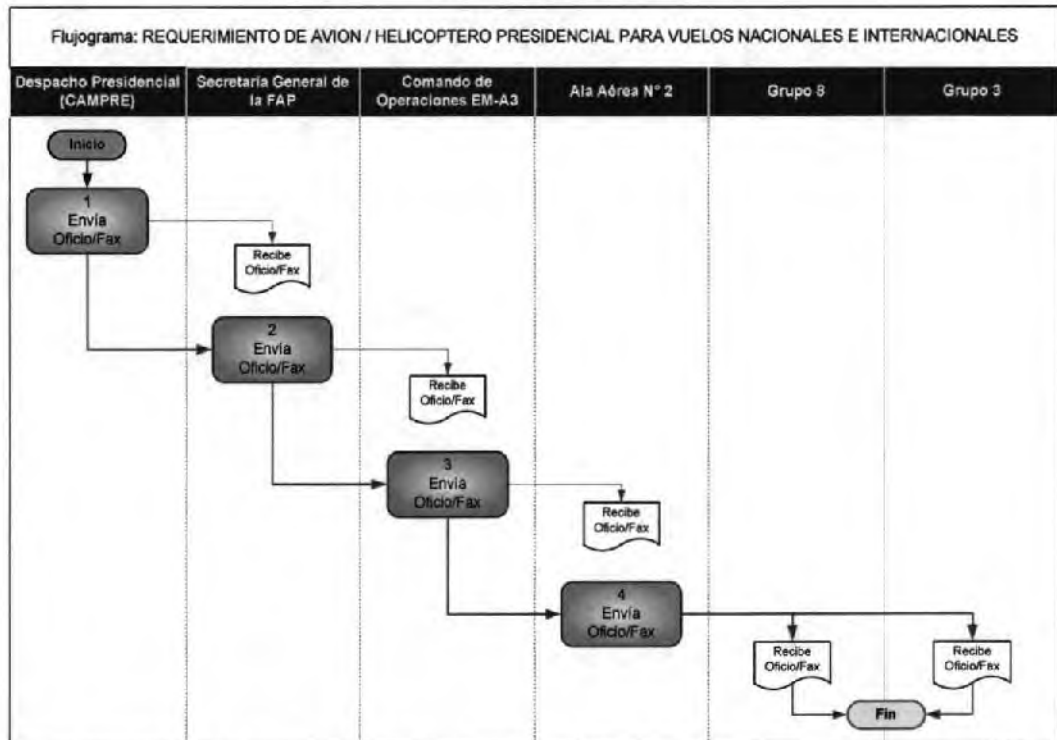 Flujograma: REQUERIMIENTO DE AVION / HELICOPTERO PRESIDENCIAL PARA VUELOS NACIONALES E INTERNACIONALES
Despacho Presidencial
[CAMPRE]
Secretaría General de
la FAP
Comando de
Operaciones EM-A3
Ala Aérea N° 2
Grupo 8
Grupo 3
Inicio
1
Envía
Oficio/Fax
Recibe
Oficio/Fax
2
Envía
Oficio/Fax
Recibe
Oficio/Fax
3
Envía
Oficio/Fax
Recibe
Oficio/Fax
4
Envía
Oficio/Fax
Recibe
Oficio/Fax
Recibe
Oficio/Fax
Fin